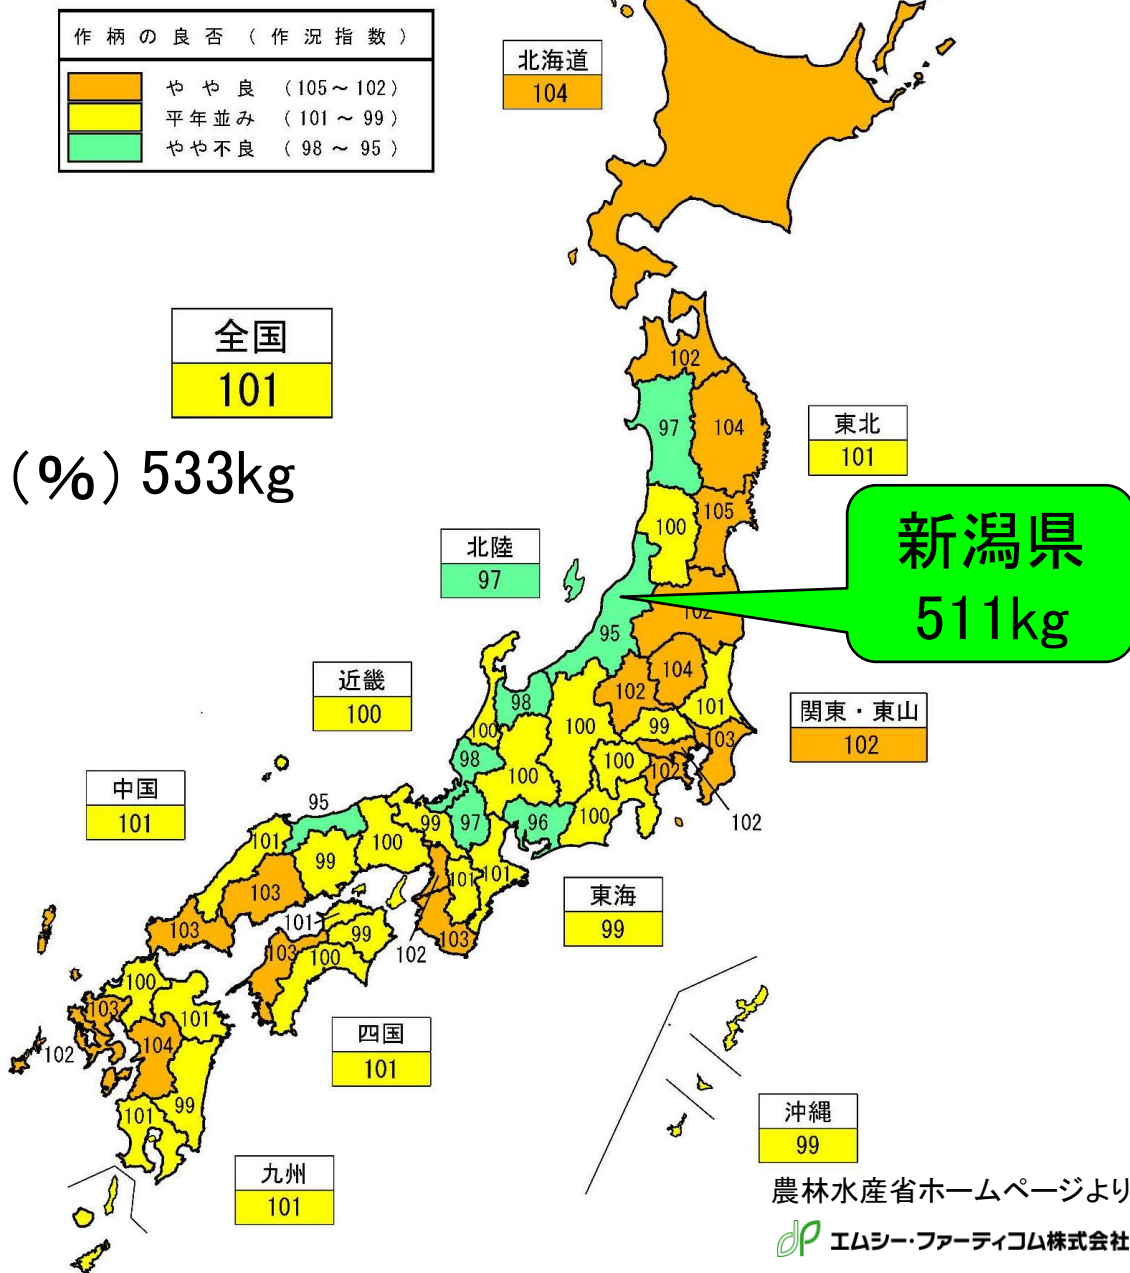 作柄の良否（作況指数）
やや良 （105～102）
平年並み （101～99）
やや不良 （98～95）
北海道
104
全国
101
（%）533kg
102
97
104
東北
101
105
100
新潟県
511kg
北陸
97
102
95
104
近畿
100
102
101
98
100
関東・東山
102
99
103
100
98
100
100
102
中国
101
95
102
99
97
96
100
101
100
99
101
101
103
東海
99
103
101
99
103
102
103
100
100
103
101
四国
101
104
102
99
101
沖縄
99
九州
101
農林水産省ホームページより
dp エムシー・ファーティコム株式会社